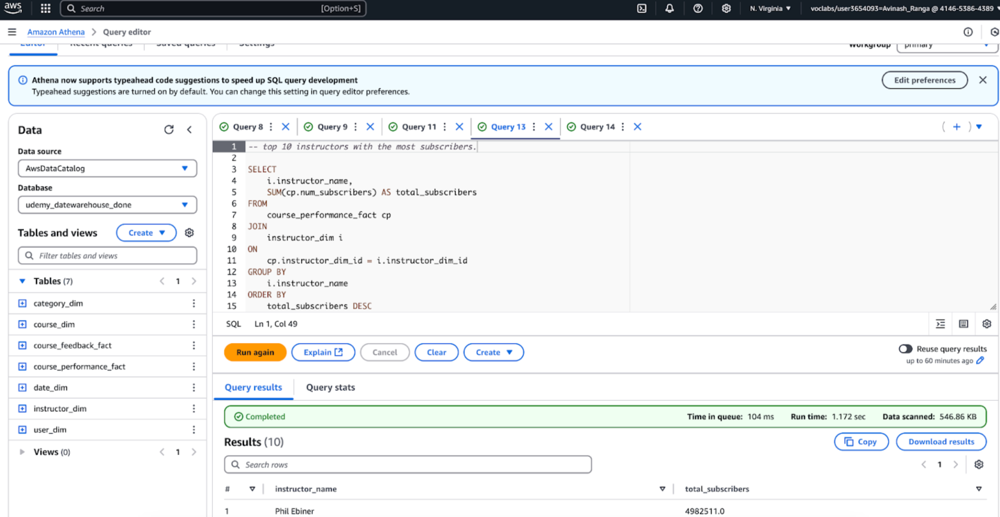 aws
Search
[Option+S]
N. Virginia
voclabs/user3654093=Avinash_Ranga @ 4146-5386-4389
Amazon Athena
Query editor
Editor
Recent queries
Saved queries
Settings
Workgroup
primary
Athena now supports typeahead code suggestions to speed up SQL query development
Typeahead suggestions are turned on by default. You can change this setting in query editor preferences.
Edit preferences
Data
Data source
AwsDataCatalog
Database
udemy_datewarehouse_done
Tables and views
Create
Filter tables and views
Tables (7)
1
category_dim
course_dim
course_feedback_fact
course_performance_fact
date_dim
instructor_dim
user_dim
Views (0)
1
Query 8
Query 9
Query 11
Query 13
Query 14
1 -- top 10 instructors with the most subscribers.
2
3 SELECT
4 i.instructor_name,
5 SUM(cp.num_subscribers) AS total_subscribers
6 FROM
7 course_performance_fact cp
8 JOIN
9 instructor_dim i
10 ON
11 cp.instructor_dim_id = i.instructor_dim_id
12 GROUP BY
13 i.instructor_name
14 ORDER BY
15 total_subscribers DESC
SQL Ln 1, Col 49
Run again
Explain
Cancel
Clear
Create
Reuse query results
up to 60 minutes ago
Query results
Query stats
Completed
Time in queue: 104 ms
Run time: 1.172 sec
Data scanned: 546.86 KB
Results (10)
Copy
Download results
Search rows
1
# instructor_name total_subscribers
1 Phil Ebiner 4982511.0